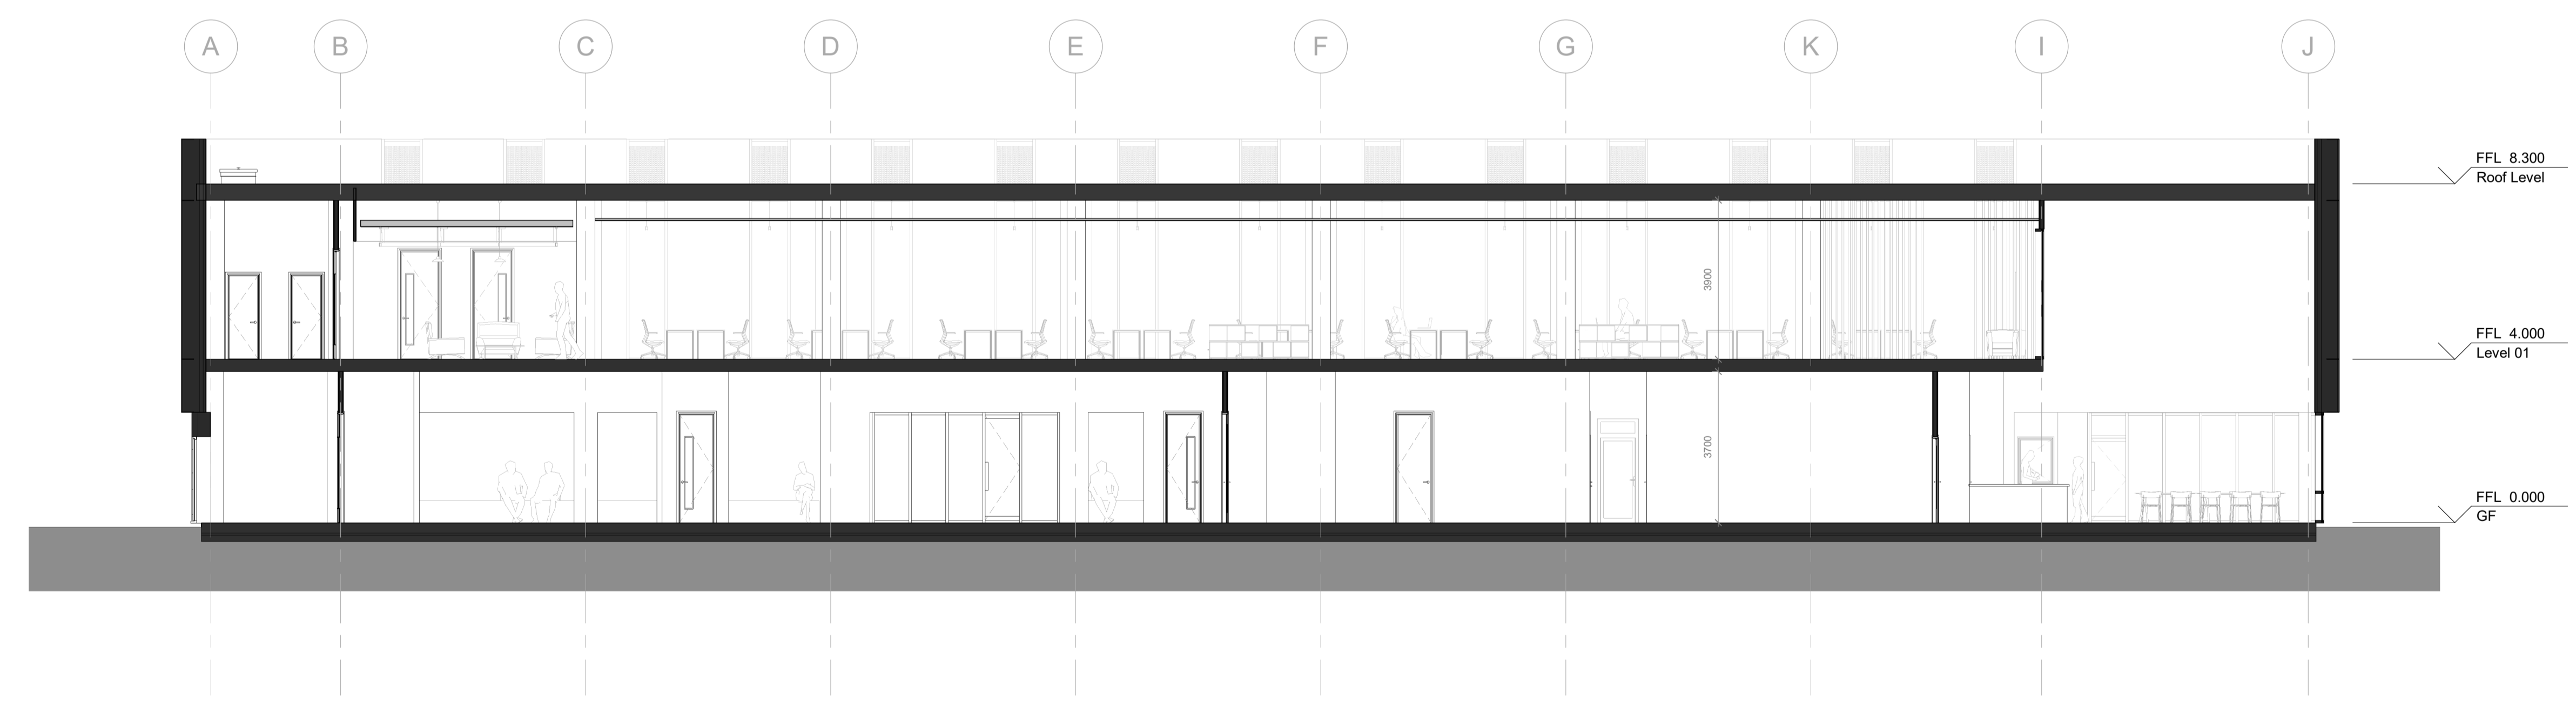 A B C D E F G K I J
FFL 8.300
Roof Level
3900
FFL 4.000
Level 01
3700
FFL 0.000
GF